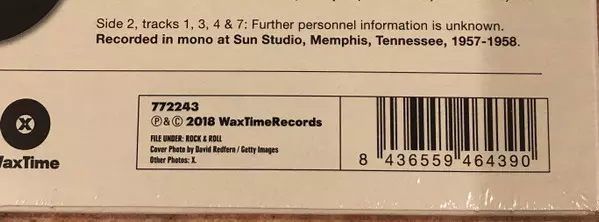 Side 2, tracks 1, 3, 4 & 7: Further personnel information is unknown.
Recorded in mono at Sun Studio, Memphis, Tennessee, 1957-1958.
WaxTime
772243
Ⓟ & © 2018 WaxTimeRecords
FILE UNDER: ROCK & ROLL
Cover Photo by David Redfern / Getty Images
Other Photos: X.
8 436559 464390